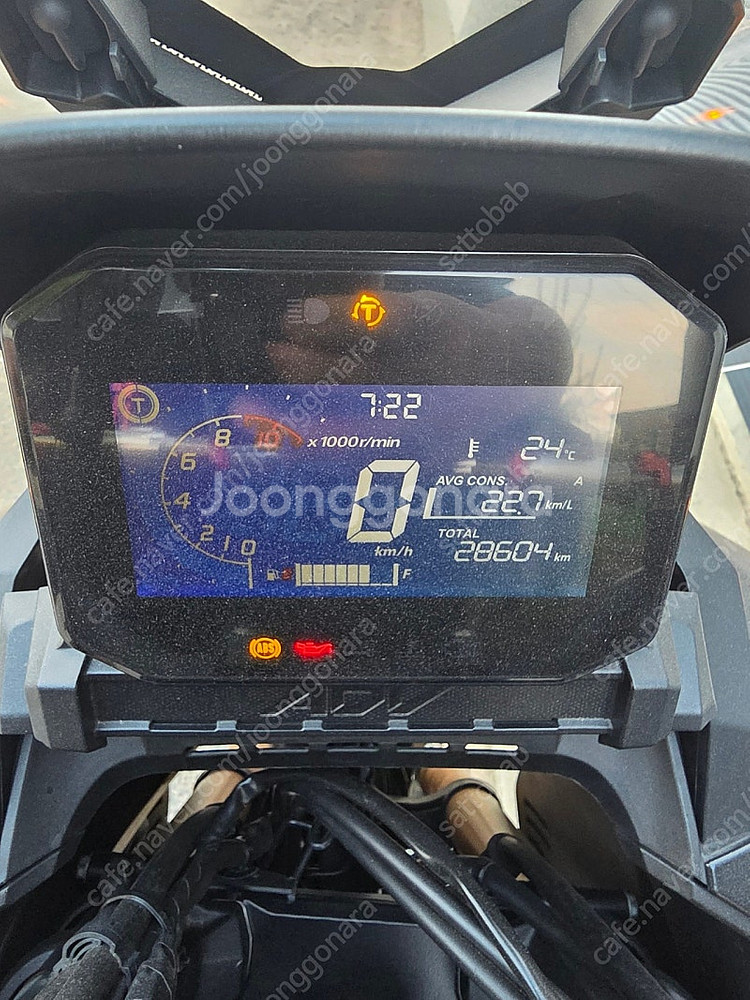 T
T
7:22
8 10 x1000r/min
6
4
2
1
0
24°C
AVG CONS. A
22.7 km/L
0
km/h
TOTAL
28604 km
F
ABS
ADV
Joonggonara
cafe.naver.com/joonggonara
sattobab